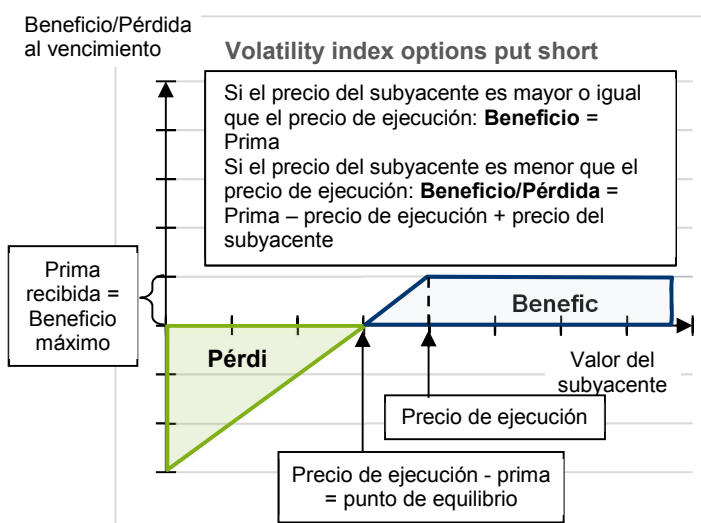 Beneficio/Pérdida
al vencimiento
Volatility index options put short
Si el precio del subyacente es mayor o igual
que el precio de ejecución: Beneficio =
Prima
Si el precio del subyacente es menor que el
precio de ejecución: Beneficio/Pérdida =
Prima – precio de ejecución + precio del
subyacente
Prima
recibida =
Beneficio
máximo
Benefic
Pérdi
Valor del
subyacente
Precio de ejecución
Precio de ejecución - prima
= punto de equilibrio